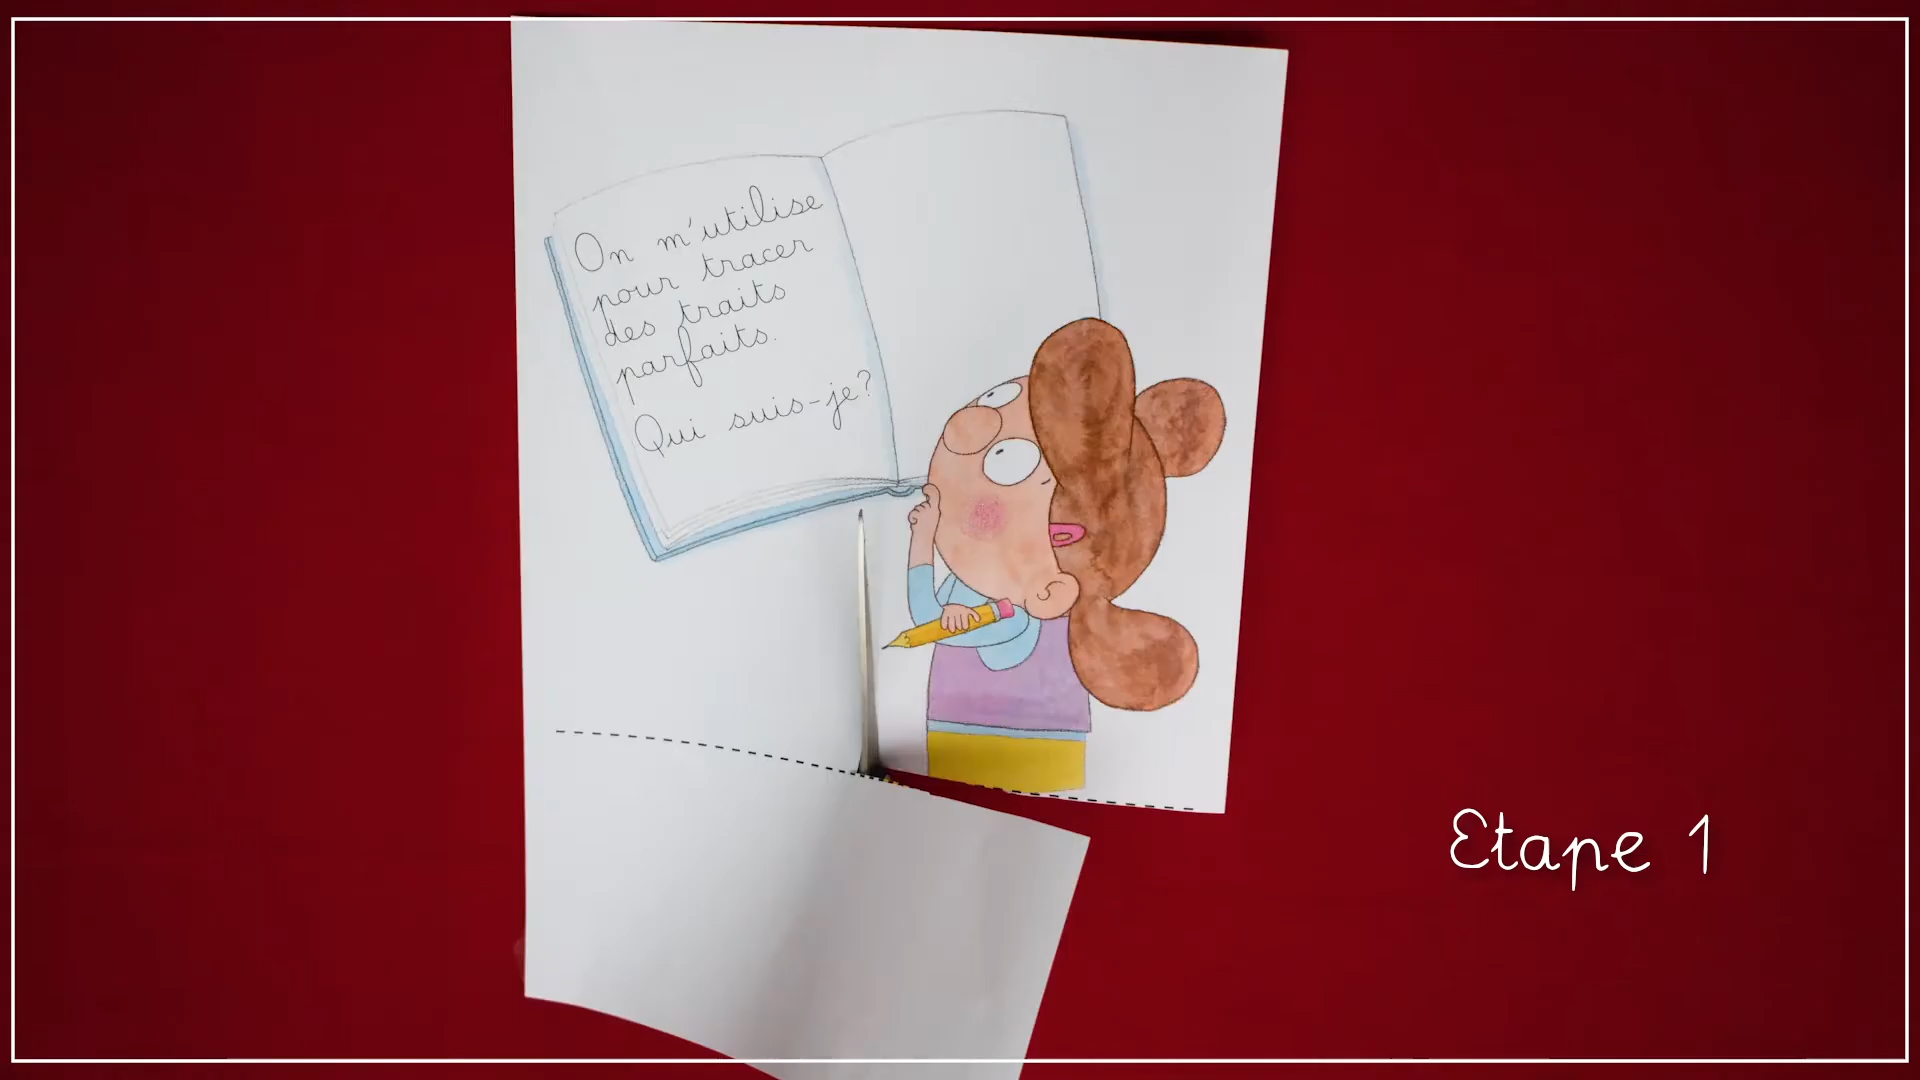 On m'utilise
pour tracer
des traits
parfaits.
Qui suis-je?
Etape 1